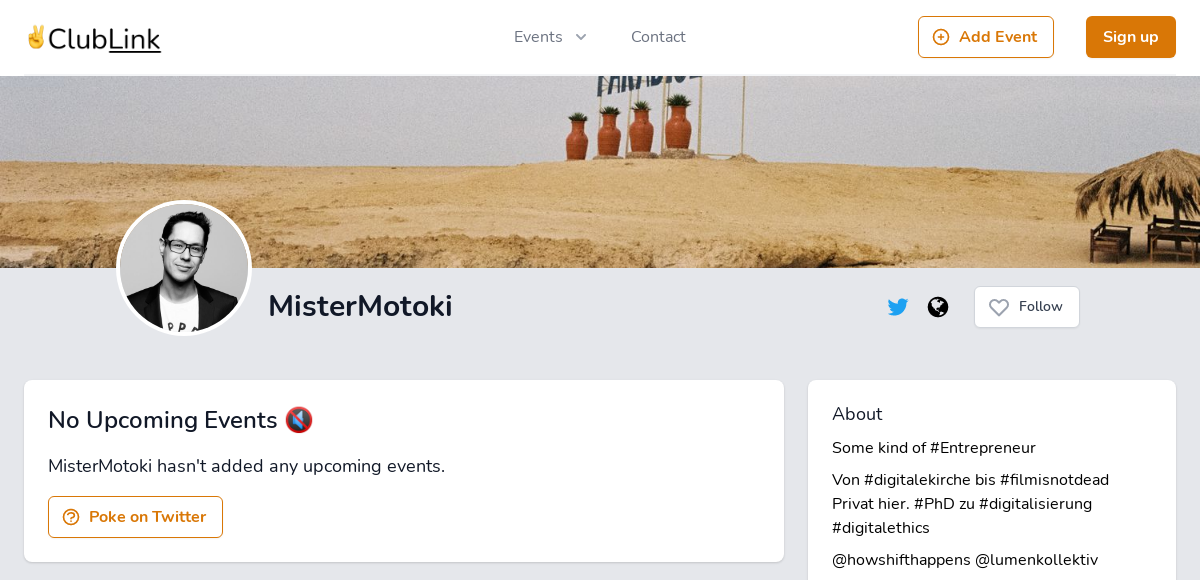 ✌ClubLink
Events
Contact
Add Event
Sign up
PARADISE
MisterMotoki
Follow
No Upcoming Events 🔇
MisterMotoki hasn't added any upcoming events.
Poke on Twitter
About
Some kind of #Entrepreneur
Von #digitalekirche bis #filmisnotdead
Privat hier. #PhD zu #digitalisierung
#digitalethics
@howshifthappens @lumenkollektiv